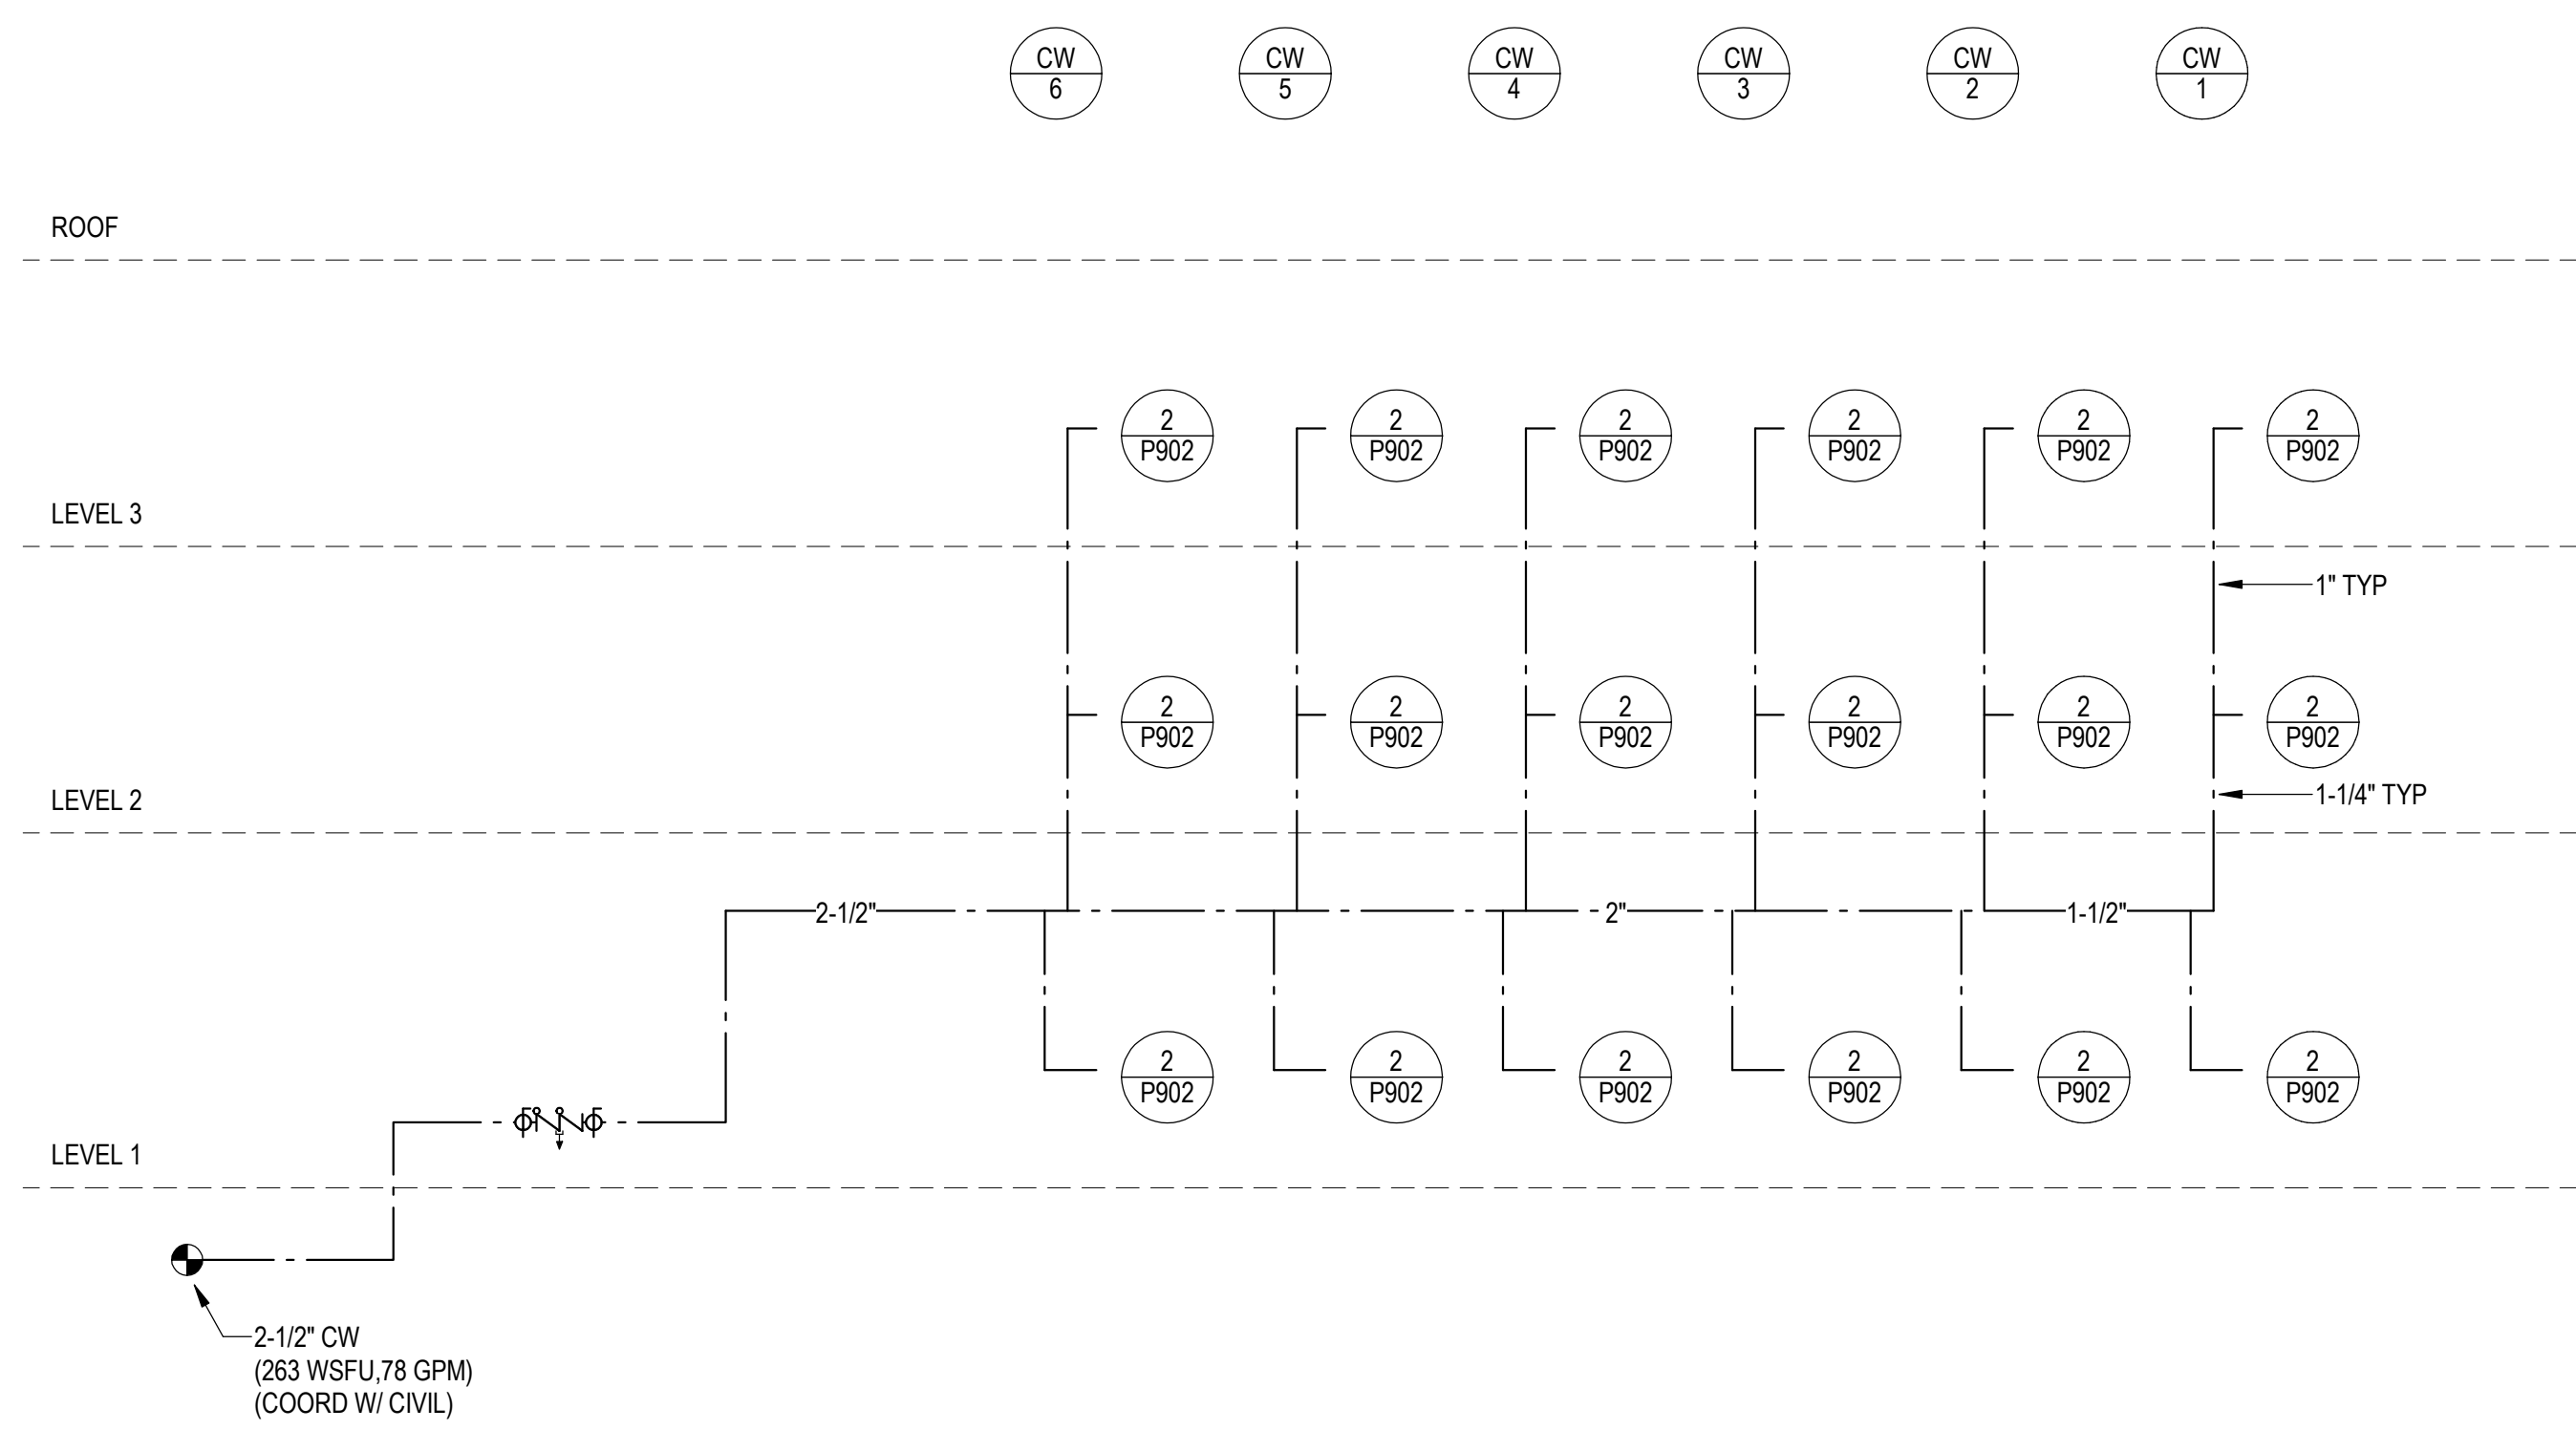 CW
6
CW
5
CW
4
CW
3
CW
2
CW
1
ROOF
2
P902
2
P902
2
P902
2
P902
2
P902
2
P902
LEVEL 3
1" TYP
2
P902
2
P902
2
P902
2
P902
2
P902
2
P902
LEVEL 2
1-1/4" TYP
2-1/2"
2"
1-1/2"
2
P902
2
P902
2
P902
2
P902
2
P902
2
P902
LEVEL 1
2-1/2" CW
(263 WSFU,78 GPM)
(COORD W/ CIVIL)